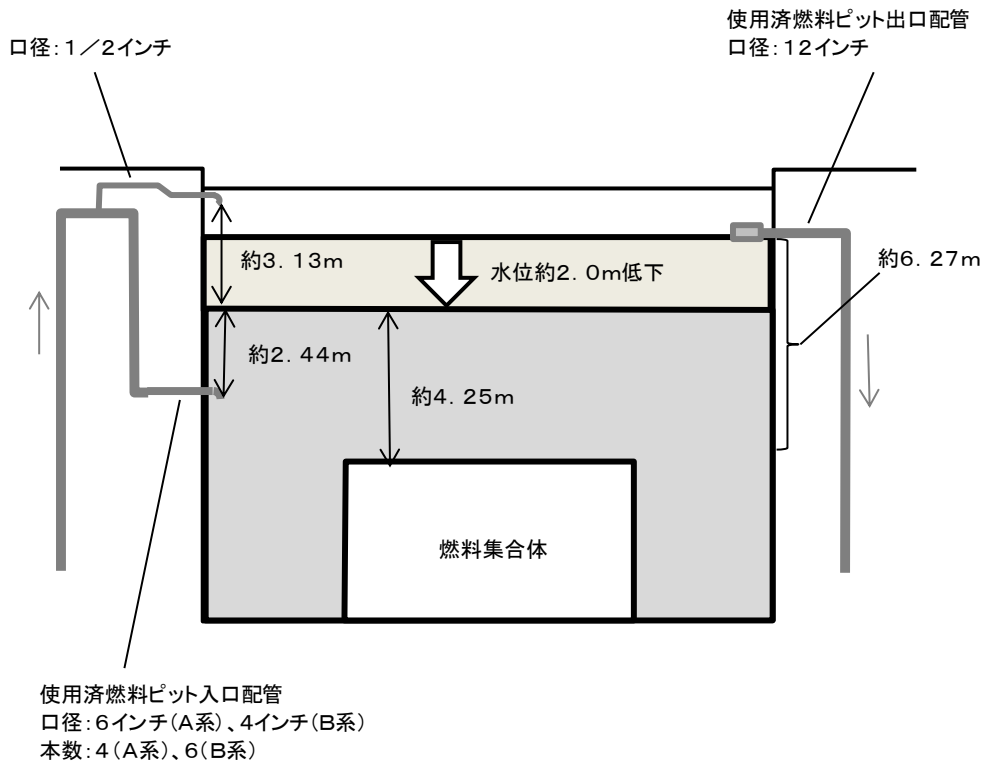 使用済燃料ピット出口配管
口径：１２インチ
口径：１／２インチ
約３．１３ｍ
水位約２．０ｍ低下
約６．２７ｍ
約２．４４ｍ
約４．２５ｍ
燃料集合体
使用済燃料ピット入口配管
口径：６インチ（Ａ系）、４インチ（Ｂ系）
本数：４（Ａ系）、６（Ｂ系）